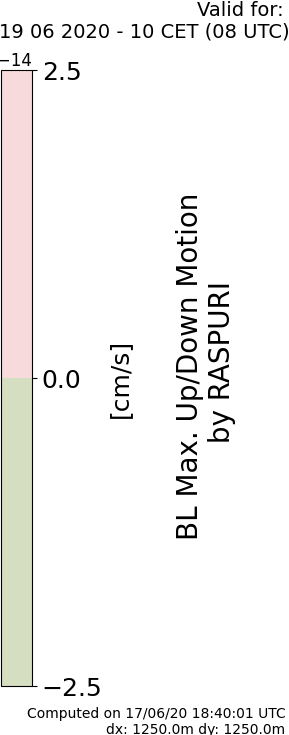 Valid for:
19 06 2020 - 10 CET (08 UTC)
−14
2.5
0.0
−2.5
[cm/s]
BL Max. Up/Down Motion
by RASPURI
Computed on 17/06/20 18:40:01 UTC
dx: 1250.0m dy: 1250.0m